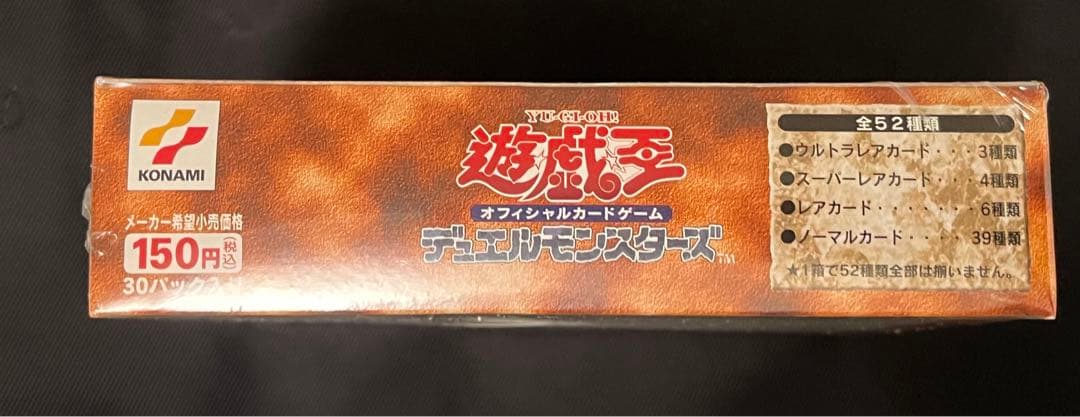 KONAMI
メーカー希望小売価格
150円(税込)
30パック入り
YU-GI-OH!
遊戯王
オフィシャルカードゲーム
デュエルモンスターズ™
全52種類
●ウルトラレアカード・・・3種類
●スーパーレアカード・・・4種類
●レアカード・・・・・・・6種類
●ノーマルカード・・・・・39種類
★1箱で52種類全部は揃いません。